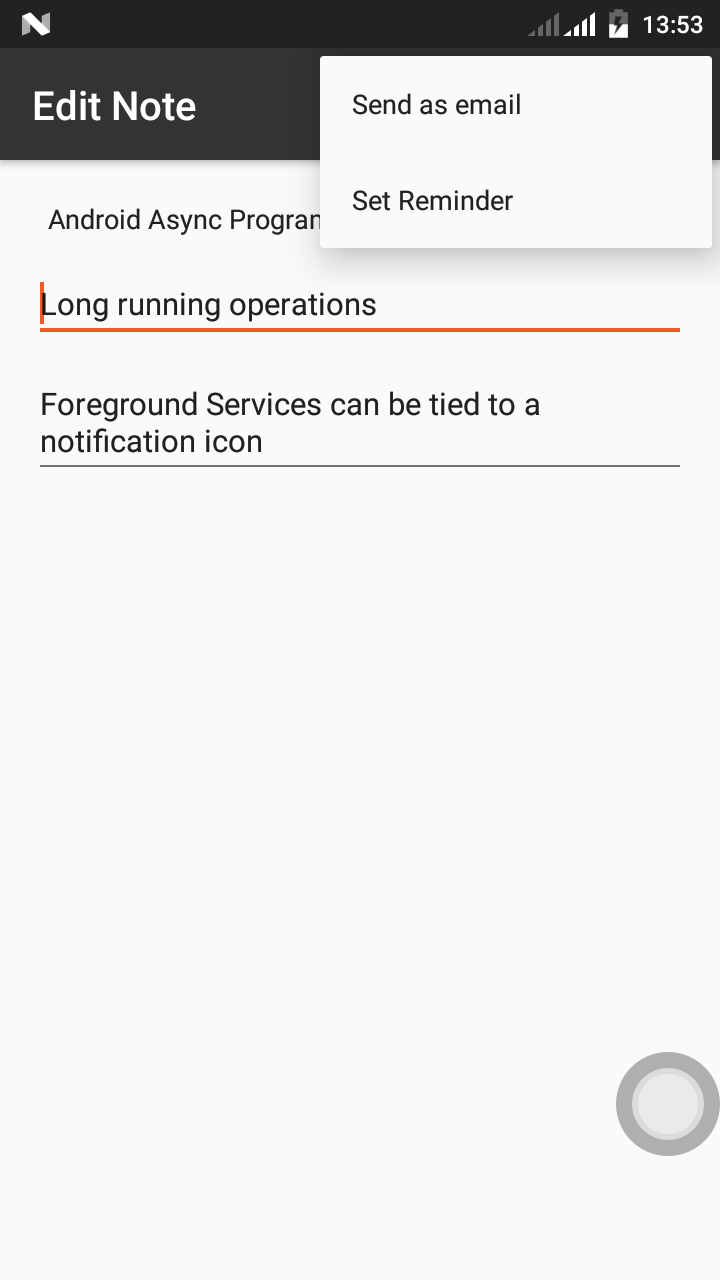 13:53
Edit Note
Send as email
Set Reminder
Android Async
Long running operations
Foreground Services can be tied to a
notification icon